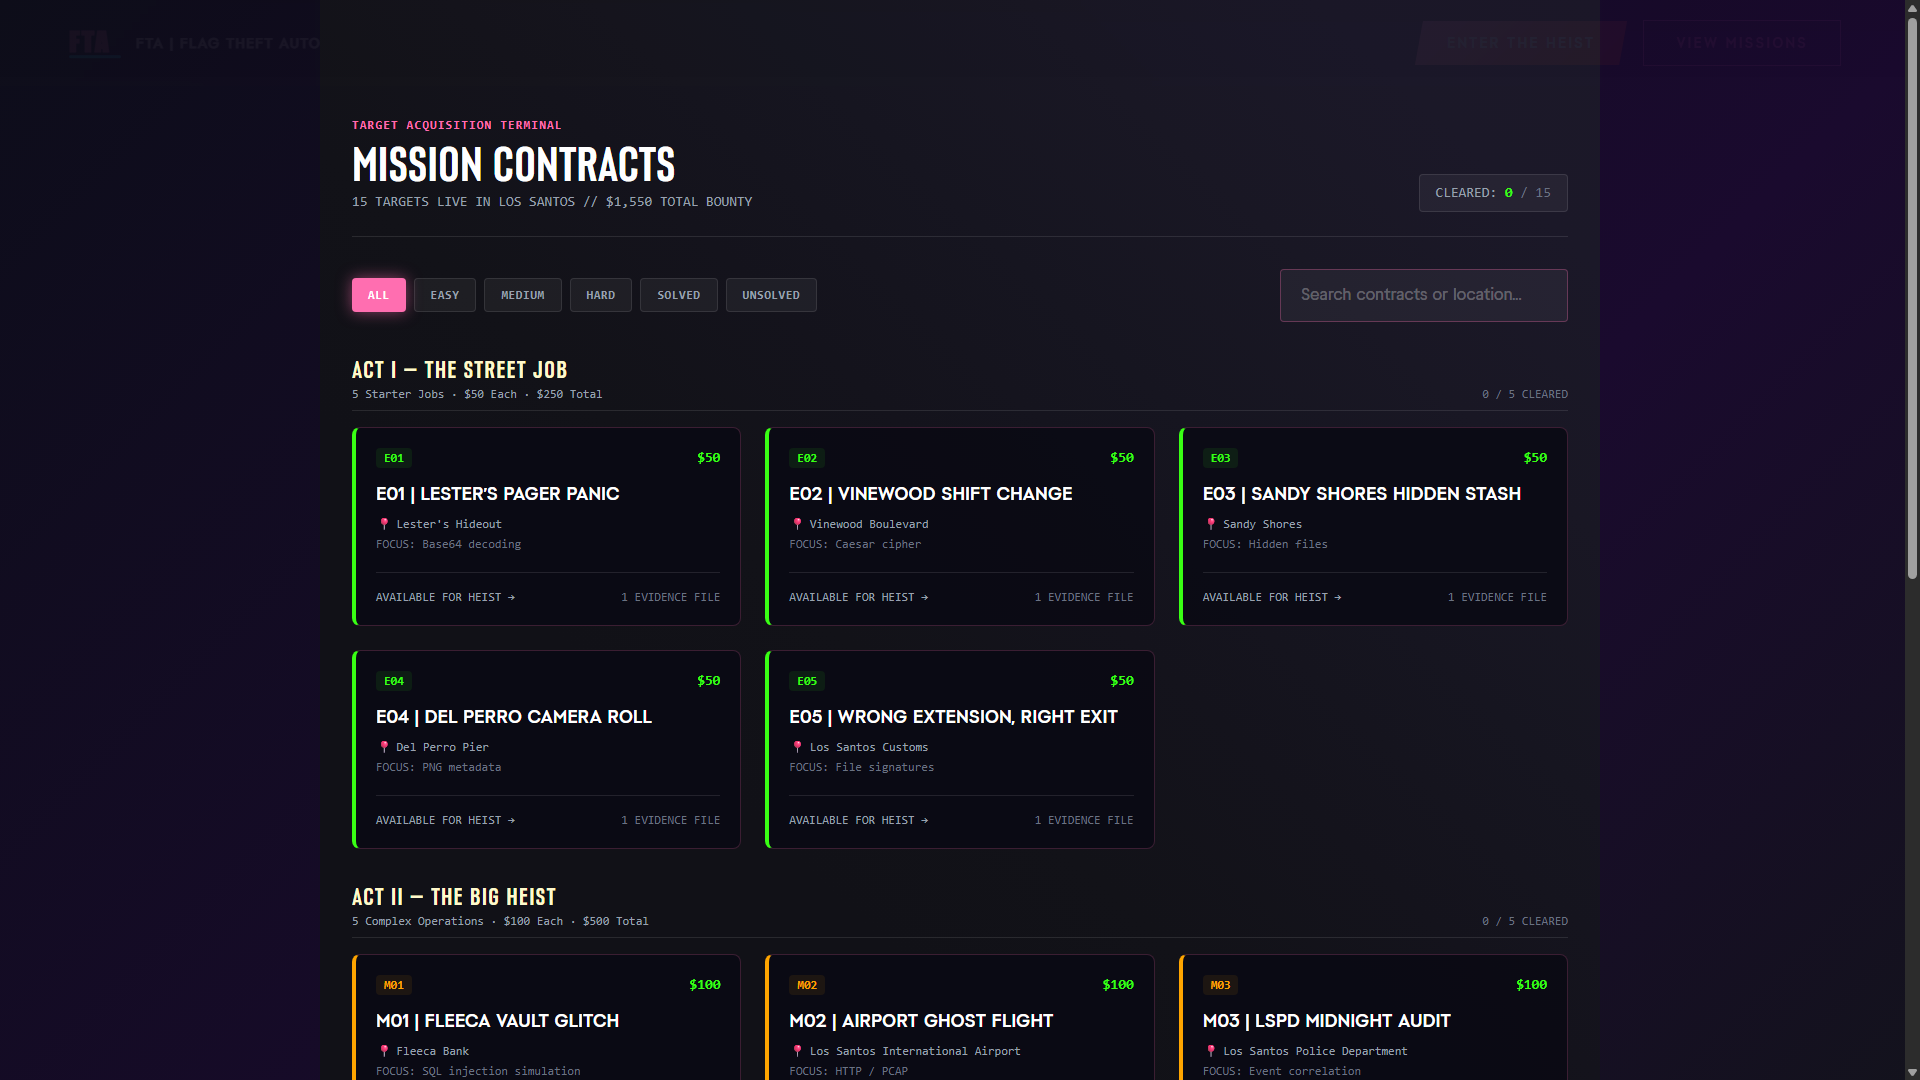 FTA
FTA | FLAG THEFT AUTO
ENTER THE HEIST
VIEW MISSIONS
TARGET ACQUISITION TERMINAL
MISSION CONTRACTS
15 TARGETS LIVE IN LOS SANTOS // $1,550 TOTAL BOUNTY
CLEARED: 0 / 15
ALL
EASY
MEDIUM
HARD
SOLVED
UNSOLVED
Search contracts or location...
ACT I — THE STREET JOB
5 Starter Jobs · $50 Each · $250 Total
0 / 5 CLEARED
E01
$50
E01 | LESTER'S PAGER PANIC
Lester's Hideout
FOCUS: Base64 decoding
AVAILABLE FOR HEIST →
1 EVIDENCE FILE
E02
$50
E02 | VINEWOOD SHIFT CHANGE
Vinewood Boulevard
FOCUS: Caesar cipher
AVAILABLE FOR HEIST →
1 EVIDENCE FILE
E03
$50
E03 | SANDY SHORES HIDDEN STASH
Sandy Shores
FOCUS: Hidden files
AVAILABLE FOR HEIST →
1 EVIDENCE FILE
E04
$50
E04 | DEL PERRO CAMERA ROLL
Del Perro Pier
FOCUS: PNG metadata
AVAILABLE FOR HEIST →
1 EVIDENCE FILE
E05
$50
E05 | WRONG EXTENSION, RIGHT EXIT
Los Santos Customs
FOCUS: File signatures
AVAILABLE FOR HEIST →
1 EVIDENCE FILE
ACT II — THE BIG HEIST
5 Complex Operations · $100 Each · $500 Total
0 / 5 CLEARED
M01
$100
M01 | FLEECA VAULT GLITCH
Fleeca Bank
FOCUS: SQL injection simulation
M02
$100
M02 | AIRPORT GHOST FLIGHT
Los Santos International Airport
FOCUS: HTTP / PCAP
M03
$100
M03 | LSPD MIDNIGHT AUDIT
Los Santos Police Department
FOCUS: Event correlation